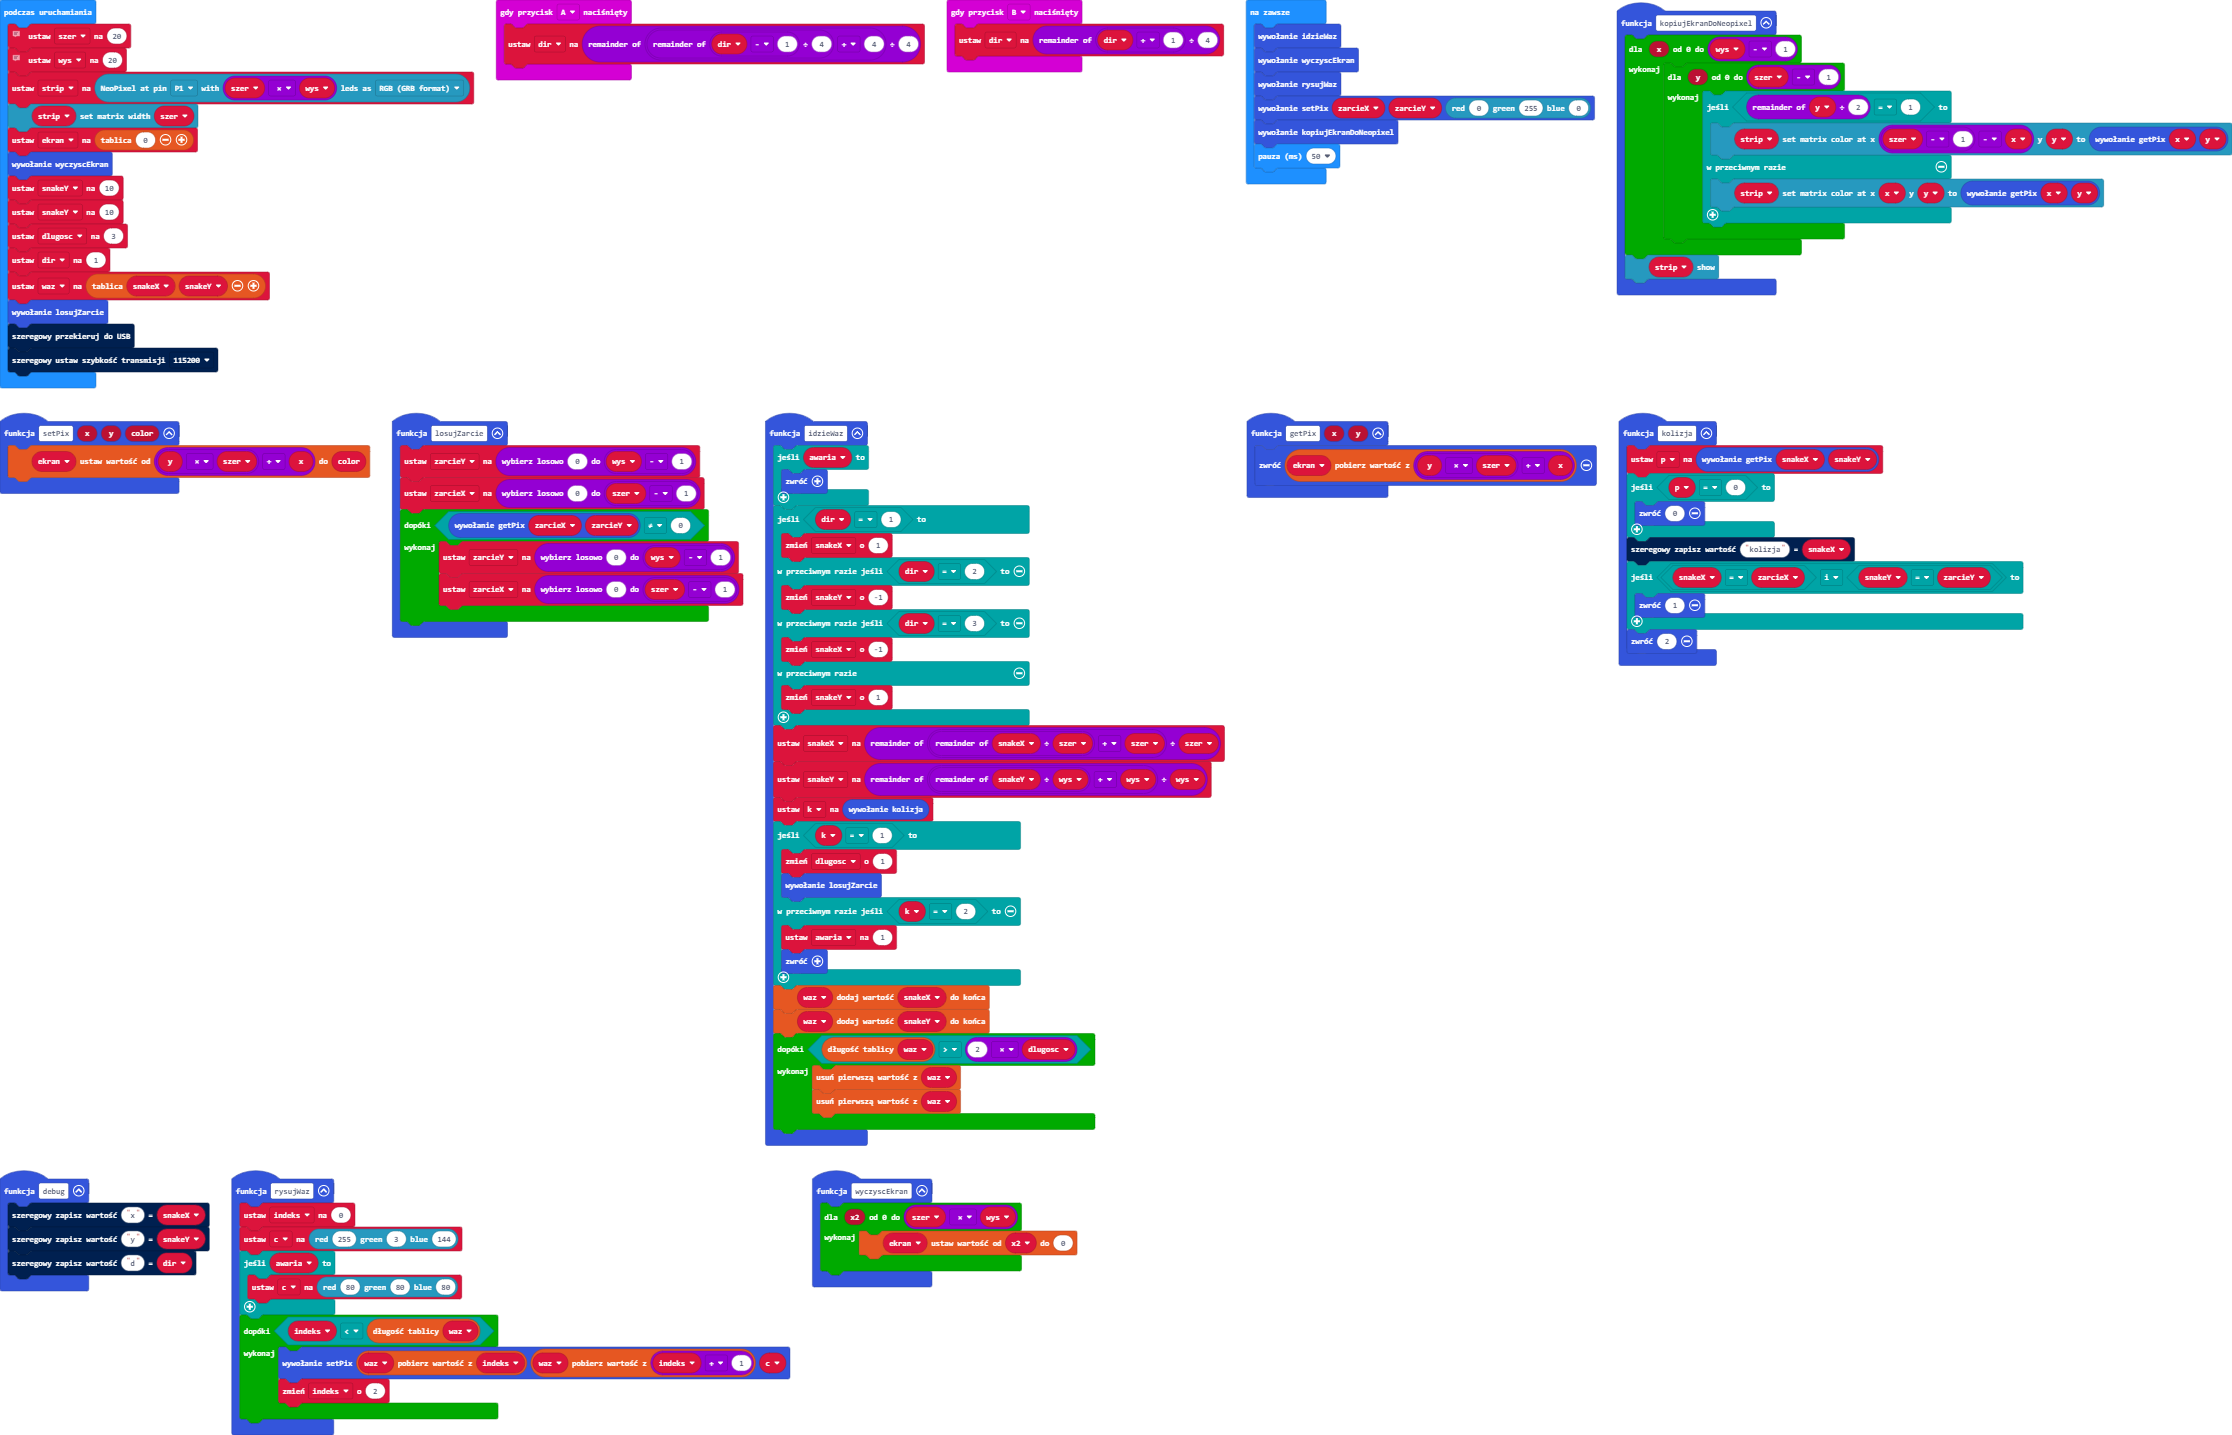 podczas uruchamiania
ustaw szer na 20
ustaw wys na 20
ustaw strip na NeoPixel at pin P1 with szer × wys leds as RGB (GRB format)
strip set matrix width szer
ustaw ekran na tablica 0
wywołanie wyczyscEkran
ustaw snakeY na 10
ustaw snakeY na 10
ustaw dlugosc na 3
ustaw dir na 1
ustaw waz na tablica snakeX snakeY
wywołanie losujZarcie
szeregowy przekieruj do USB
szeregowy ustaw szybkość transmisji 115200
gdy przycisk A naciśnięty
ustaw dir na remainder of remainder of dir - 1 ÷ 4 + 4 ÷ 4
gdy przycisk B naciśnięty
ustaw dir na remainder of dir + 1 ÷ 4
na zawsze
wywołanie idzieWaz
wywołanie wyczyscEkran
wywołanie rysujWaz
wywołanie setPix zarcieX zarcieY red 0 green 255 blue 0
wywołanie kopiujEkranDoNeopixel
pauza (ms) 50
funkcja kopiujEkranDoNeopixel
dla x od 0 do wys - 1
wykonaj
dla y od 0 do szer - 1
wykonaj
jeśli remainder of y ÷ 2 = 1 to
strip set matrix color at x szer - 1 - x y y to wywołanie getPix x y
w przeciwnym razie
strip set matrix color at x x y y to wywołanie getPix x y
strip show
funkcja setPix x y color
ekran ustaw wartość od y × szer + x do color
funkcja losujZarcie
ustaw zarcieY na wybierz losowo 0 do wys - 1
ustaw zarcieX na wybierz losowo 0 do szer - 1
dopóki wywołanie getPix zarcieX zarcieY ≠ 0
wykonaj
ustaw zarcieY na wybierz losowo 0 do wys - 1
ustaw zarcieX na wybierz losowo 0 do szer - 1
funkcja idzieWaz
jeśli awaria to
zwróć
jeśli dir = 1 to
zmień snakeX o 1
w przeciwnym razie jeśli dir = 2 to
zmień snakeY o -1
w przeciwnym razie jeśli dir = 3 to
zmień snakeX o -1
w przeciwnym razie
zmień snakeY o 1
ustaw snakeX na remainder of remainder of snakeX ÷ szer + szer ÷ szer
ustaw snakeY na remainder of remainder of snakeY ÷ wys + wys ÷ wys
ustaw k na wywołanie kolizja
jeśli k = 1 to
zmień dlugosc o 1
wywołanie losujZarcie
w przeciwnym razie jeśli k = 2 to
ustaw awaria na 1
zwróć
waz dodaj wartość snakeX do końca
waz dodaj wartość snakeY do końca
dopóki długość tablicy waz > 2 × dlugosc
wykonaj
usuń pierwszą wartość z waz
usuń pierwszą wartość z waz
funkcja getPix x y
zwróć ekran pobierz wartość z y × szer + x
funkcja kolizja
ustaw p na wywołanie getPix snakeX snakeY
jeśli p = 0 to
zwróć 0
szeregowy zapisz wartość "kolizja" = snakeX
jeśli snakeX = zarcieX i snakeY = zarcieY to
zwróć 1
zwróć 2
funkcja debug
szeregowy zapisz wartość "x" = snakeX
szeregowy zapisz wartość "y" = snakeY
szeregowy zapisz wartość "d" = dir
funkcja rysujWaz
ustaw indeks na 0
ustaw c na red 255 green 3 blue 144
jeśli awaria to
ustaw c na red 80 green 80 blue 80
dopóki indeks < długość tablicy waz
wykonaj
wywołanie setPix waz pobierz wartość z indeks waz pobierz wartość z indeks + 1 c
zmień indeks o 2
funkcja wyczyscEkran
dla x2 od 0 do szer × wys
wykonaj
ekran ustaw wartość od x2 do 0